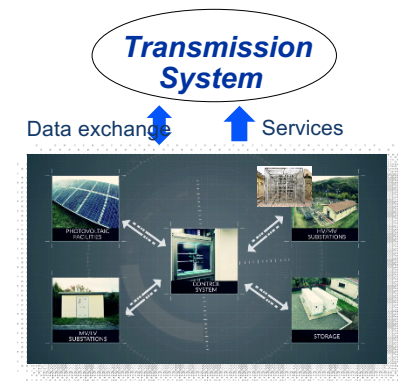 Transmission
System
Data exchange
Services
PHOTOVOLTAIC
FACILITIES
HV/MV
SUBSTATIONS
CONTROL
SYSTEM
MV/LV
SUBSTATIONS
STORAGE